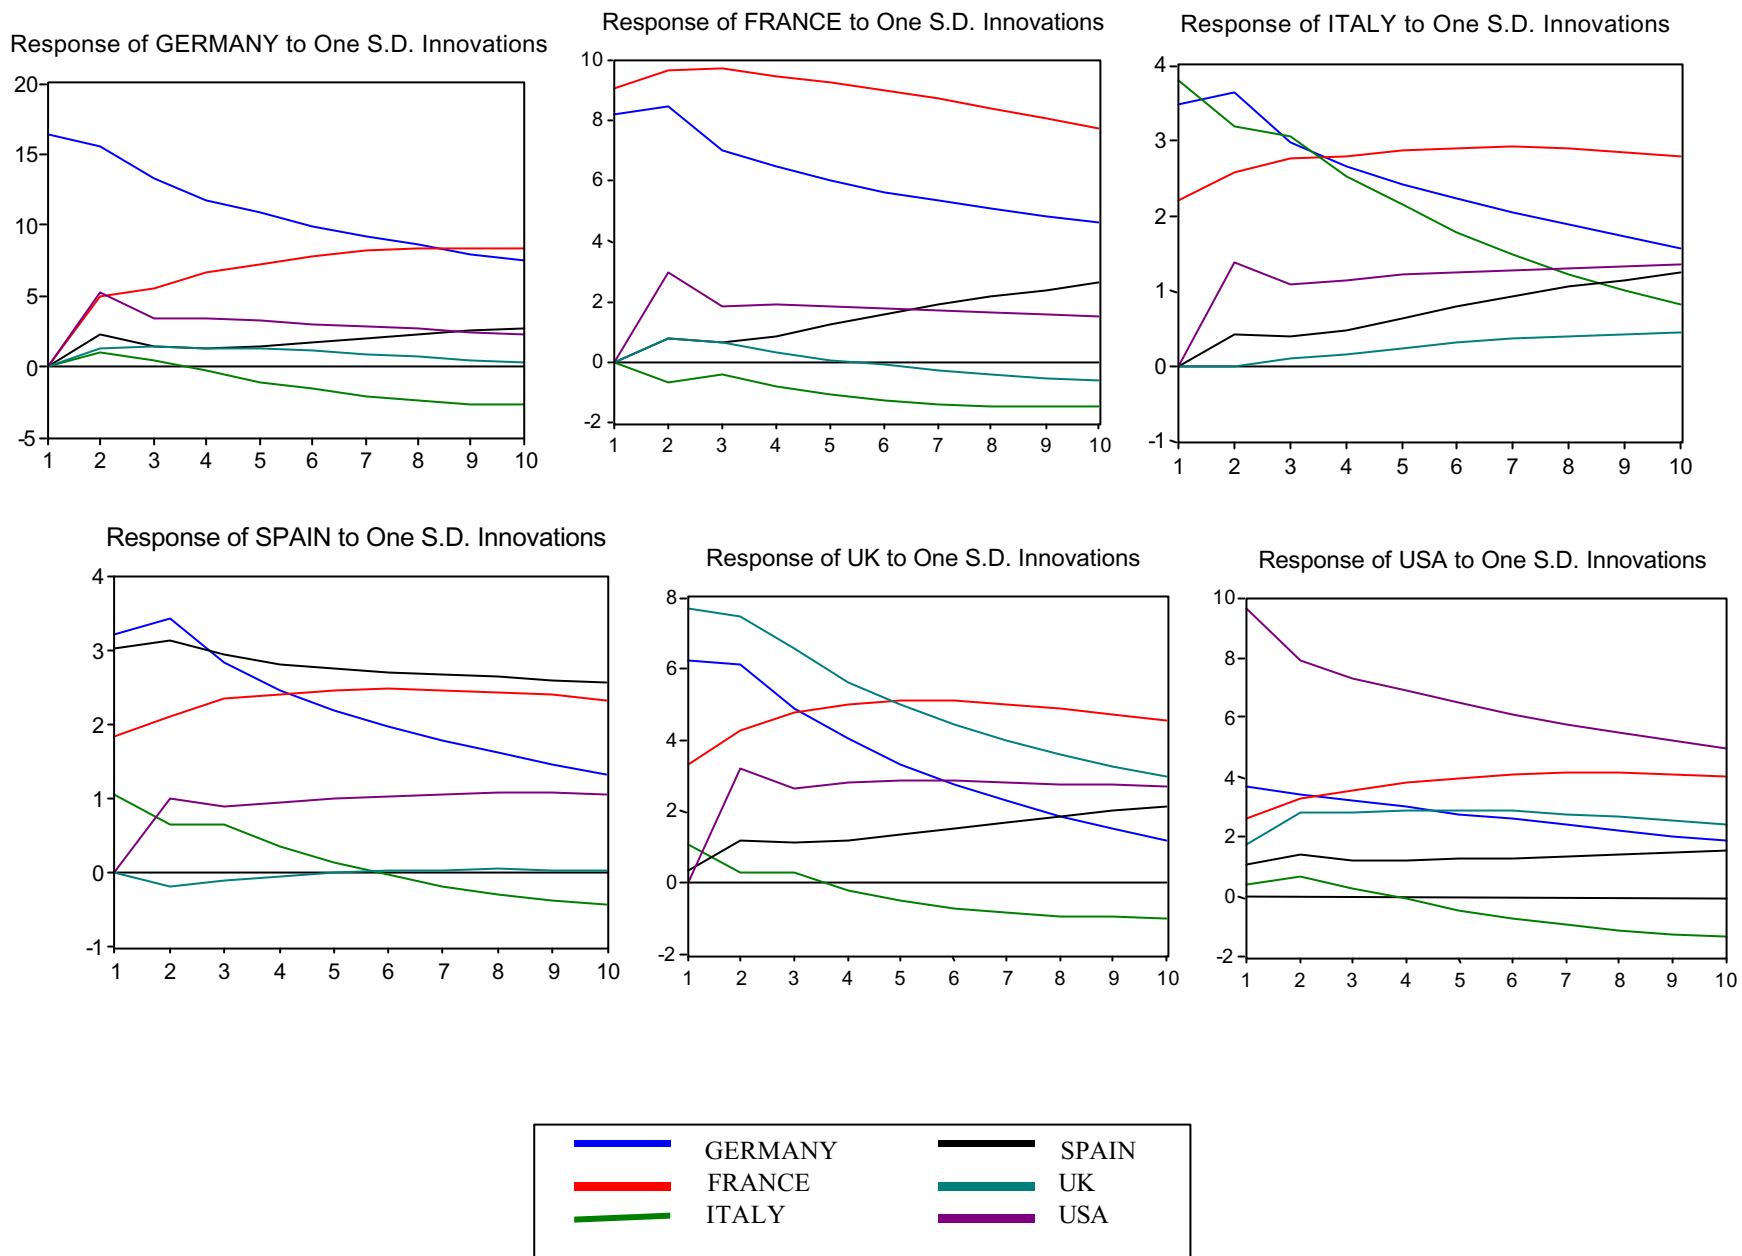 Response of GERMANY to One S.D. Innovations
20
15
10
5
0
-5
1 2 3 4 5 6 7 8 9 10
Response of FRANCE to One S.D. Innovations
10
8
6
4
2
0
-2
1 2 3 4 5 6 7 8 9 10
Response of ITALY to One S.D. Innovations
4
3
2
1
0
-1
1 2 3 4 5 6 7 8 9 10
Response of SPAIN to One S.D. Innovations
4
3
2
1
0
-1
1 2 3 4 5 6 7 8 9 10
Response of UK to One S.D. Innovations
8
6
4
2
0
-2
1 2 3 4 5 6 7 8 9 10
Response of USA to One S.D. Innovations
10
8
6
4
2
0
-2
1 2 3 4 5 6 7 8 9 10
GERMANY SPAIN
FRANCE UK
ITALY USA